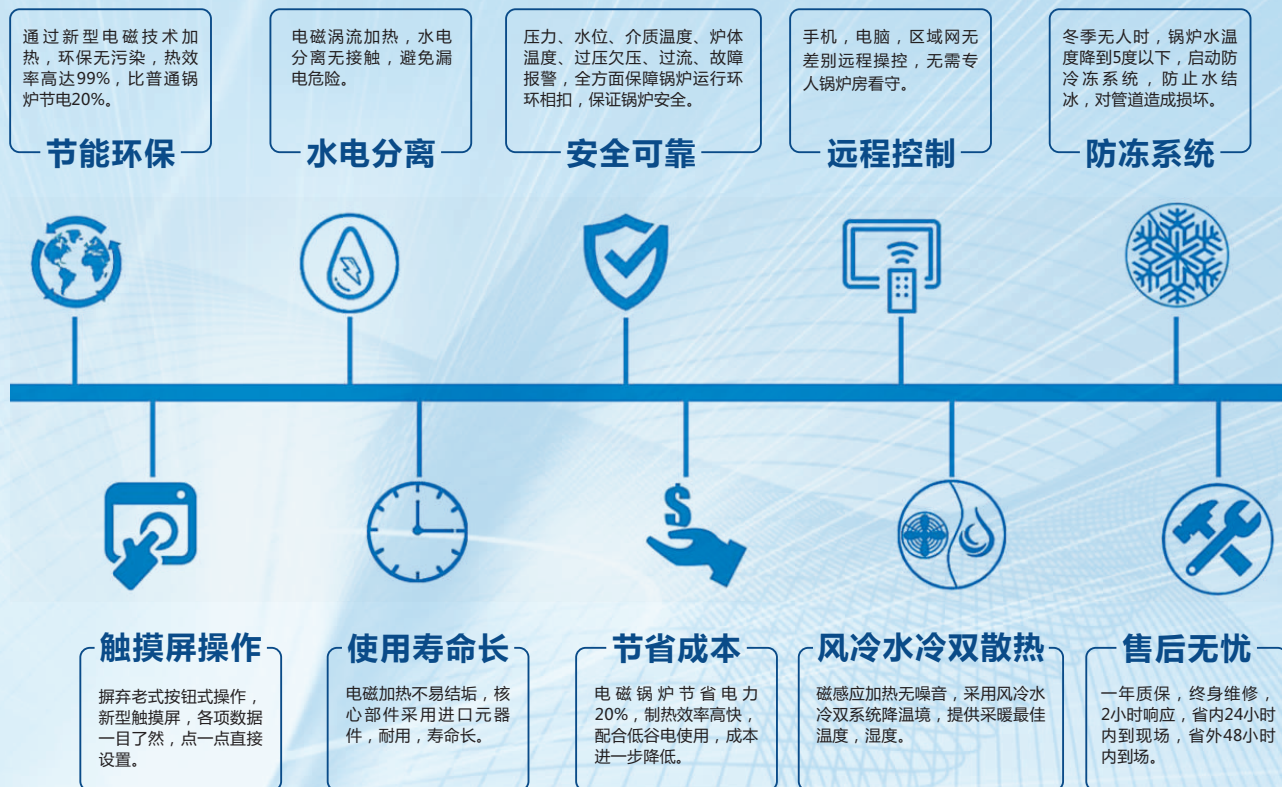 通过新型电磁技术加
热，环保无污染，热效
率高达99%，比普通锅
炉节电20%。
节能环保
电磁涡流加热，水电
分离无接触，避免漏
电危险。
水电分离
压力、水位、介质温度、炉体
温度、过压欠压、过流、故障
报警，全方面保障锅炉运行环
环相扣，保证锅炉安全。
安全可靠
手机，电脑，区域网无
差别远程操控，无需专
人锅炉房看守。
远程控制
冬季无人时，锅炉水温
度降到5度以下，启动防
冷冻系统，防止水结
冰，对管道造成损坏。
防冻系统
触摸屏操作
摒弃老式按钮式操作，
新型触摸屏，各项数据
一目了然，点一点直接
设置。
使用寿命长
电磁加热不易结垢，核
心部件采用进口元器
件，耐用，寿命长。
$
节省成本
电磁锅炉节省电力
20%，制热效率高快，
配合低谷电使用，成本
进一步降低。
风冷水冷双散热
磁感应加热无噪音，采用风冷水
冷双系统降温境，提供采暖最佳
温度，湿度。
售后无忧
一年质保，终身维修，
2小时响应，省内24小时
内到现场，省外48小时
内到场。